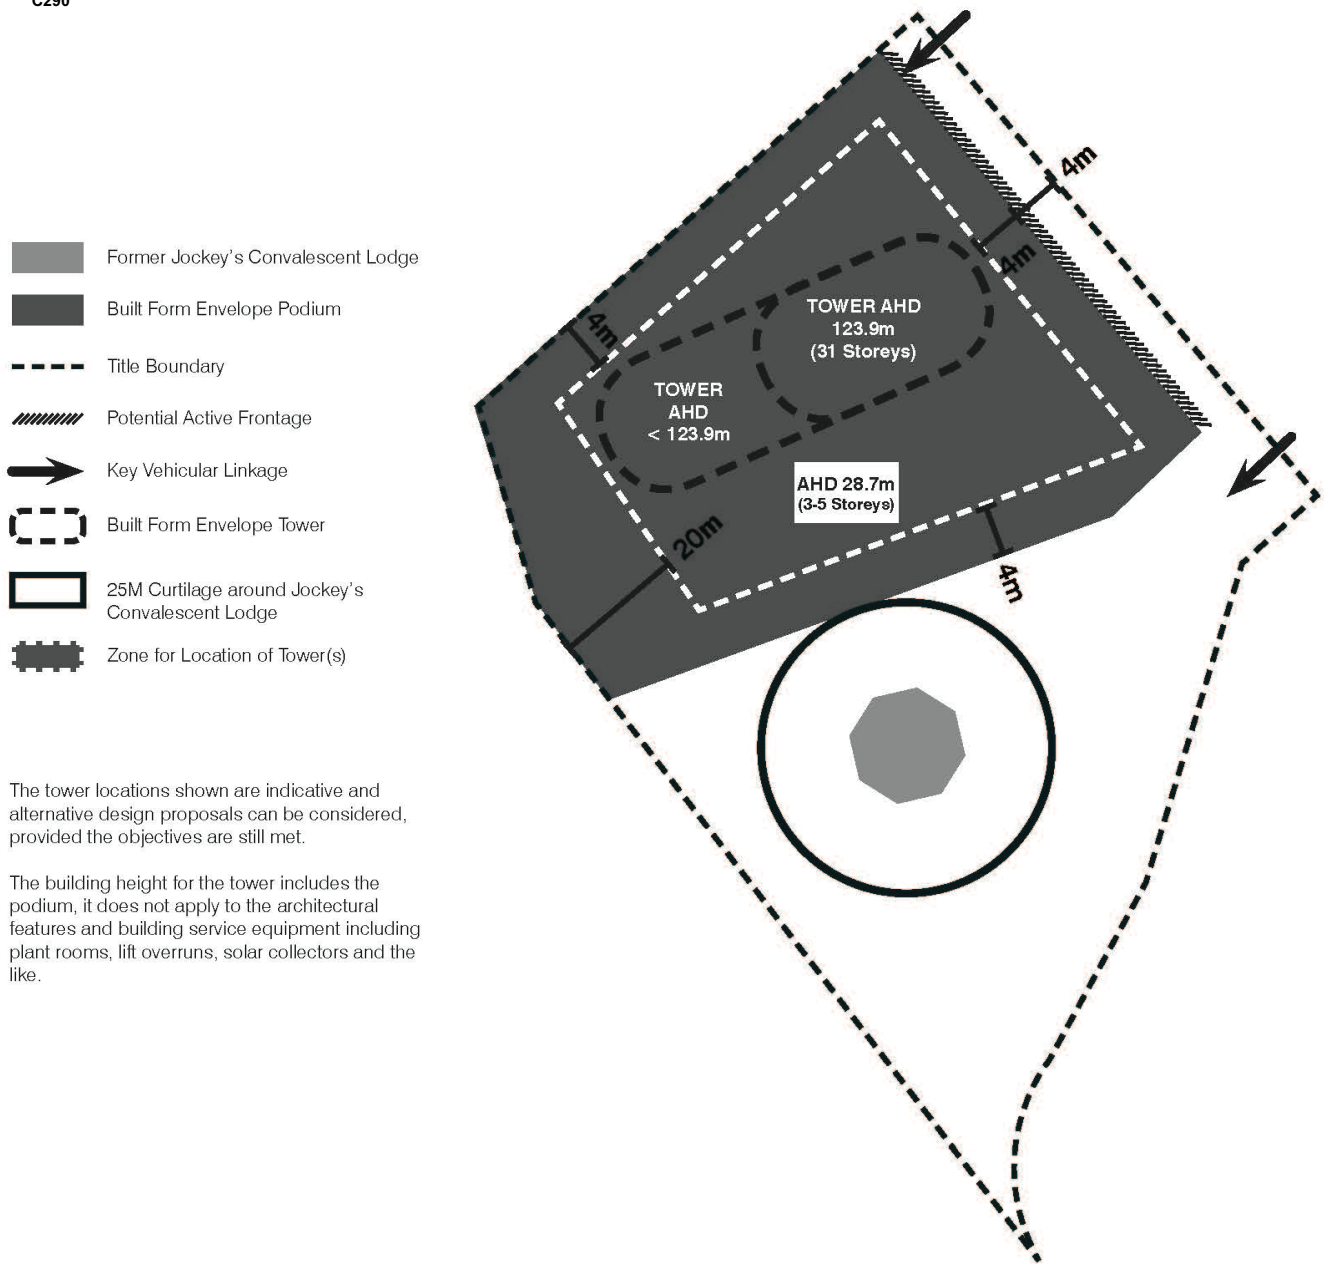 C290
4m
4m
4m
TOWER AHD
123.9m
(31 Storeys)
TOWER
AHD
< 123.9m
AHD 28.7m
(3-5 Storeys)
20m
4m
Former Jockey's Convalescent Lodge
Built Form Envelope Podium
Title Boundary
Potential Active Frontage
Key Vehicular Linkage
Built Form Envelope Tower
25M Curtilage around Jockey's
Convalescent Lodge
Zone for Location of Tower(s)
The tower locations shown are indicative and
alternative design proposals can be considered,
provided the objectives are still met.
The building height for the tower includes the
podium, it does not apply to the architectural
features and building service equipment including
plant rooms, lift overruns, solar collectors and the
like.